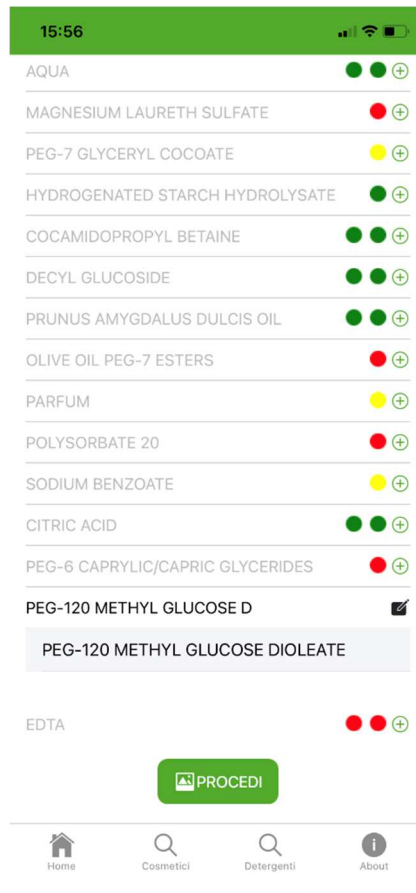 15:56
AQUA
MAGNESIUM LAURETH SULFATE
PEG-7 GLYCERYL COCOATE
HYDROGENATED STARCH HYDROLYSATE
COCAMIDOPROPYL BETAINE
DECYL GLUCOSIDE
PRUNUS AMYGDALUS DULCIS OIL
OLIVE OIL PEG-7 ESTERS
PARFUM
POLYSORBATE 20
SODIUM BENZOATE
CITRIC ACID
PEG-6 CAPRYLIC/CAPRIC GLYCERIDES
PEG-120 METHYL GLUCOSE D
PEG-120 METHYL GLUCOSE DIOLEATE
EDTA
PROCEDI
Home Cosmetici Detergenti About